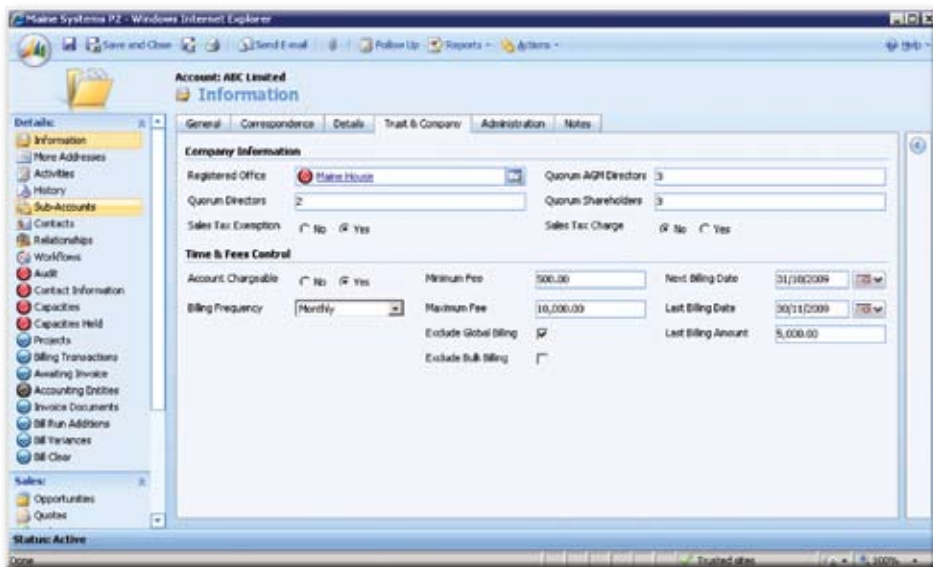 Maine Systems P2 - Windows Internet Explorer
Save and Close Send E-mail Follow Up Reports Actions Help
Account: ABC Limited
Information
Details:
Information
More Addresses
Activities
History
Sub-Accounts
Contacts
Relationships
Workflows
Audit
Contact Information
Capacities
Capacities Held
Projects
Billing Transactions
Awaiting Invoice
Accounting Entities
Invoice Documents
Bill Run Additions
Bill Variances
Bill Clear
Sales:
Opportunities
Quotes
General Correspondence Details Trust & Company Administration Notes
Company Information
Registered Office Maine House Quorum AGM Directors 3
Quorum Directors 2 Quorum Shareholders 3
Sales Tax Exemption No Yes Sales Tax Charge No Yes
Time & Fees Control
Account Chargeable No Yes Minimum Fee 500.00 Next Billing Date 31/10/2009
Billing Frequency Monthly Maximum Fee 10,000.00 Last Billing Date 30/11/2009
Exclude Global Billing Last Billing Amount 5,000.00
Exclude Bulk Billing
Status: Active
Done Trusted sites 100%